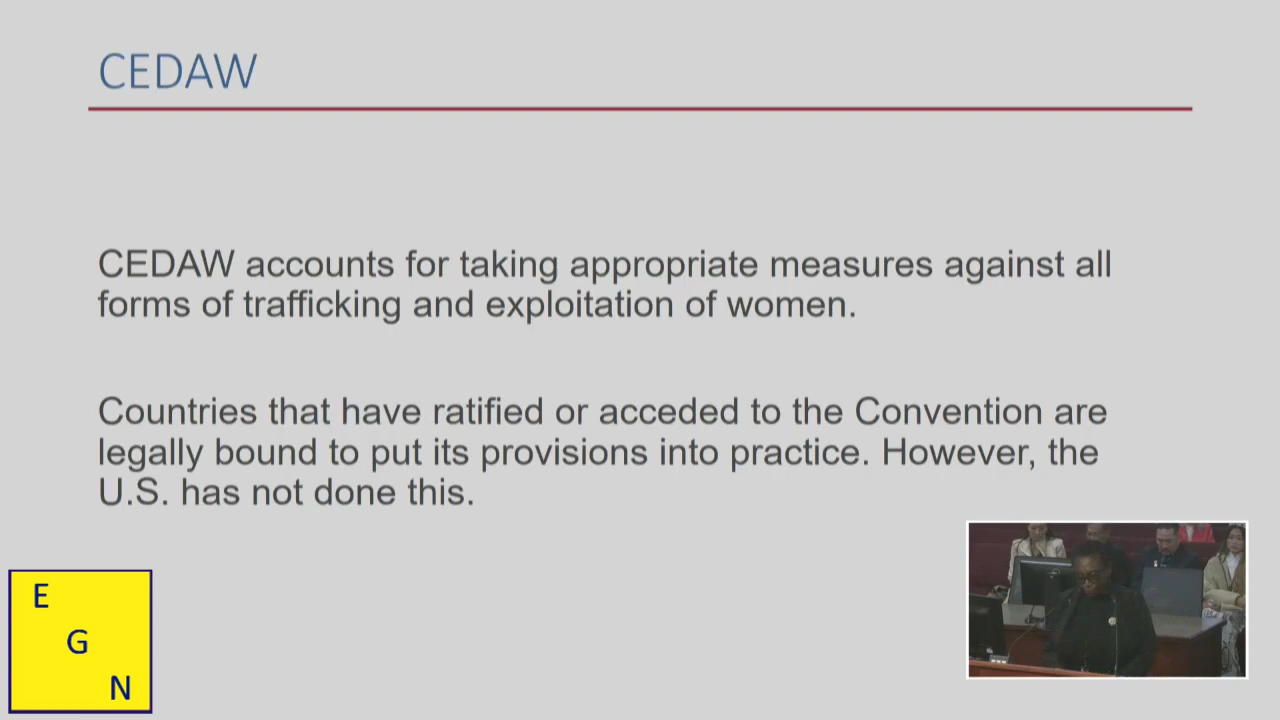 CEDAW
CEDAW accounts for taking appropriate measures against all
forms of trafficking and exploitation of women.
Countries that have ratified or acceded to the Convention are
legally bound to put its provisions into practice. However, the
U.S. has not done this.
E
G
N